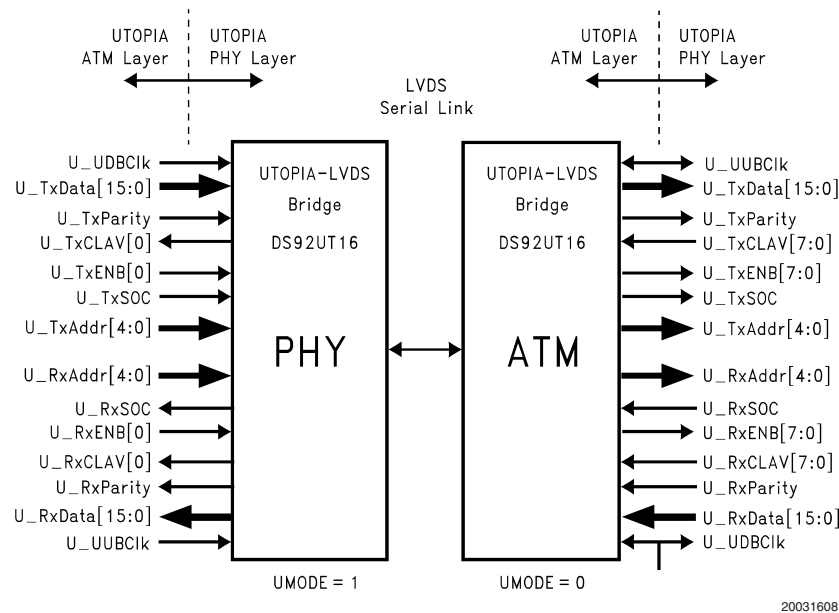 UTOPIA
ATM Layer
UTOPIA
PHY Layer
LVDS
Serial Link
UTOPIA
ATM Layer
UTOPIA
PHY Layer
U_UDBClk
U_TxData[15:0]
U_TxParity
U_TxCLAV[0]
U_TxENB[0]
U_TxSOC
U_TxAddr[4:0]
U_RxAddr[4:0]
U_RxSOC
U_RxENB[0]
U_RxCLAV[0]
U_RxParity
U_RxData[15:0]
U_UUBClk
UTOPIA-LVDS
Bridge
DS92UT16
PHY
UMODE = 1
UTOPIA-LVDS
Bridge
DS92UT16
ATM
UMODE = 0
U_UUBClk
U_TxData[15:0]
U_TxParity
U_TxCLAV[7:0]
U_TxENB[7:0]
U_TxSOC
U_TxAddr[4:0]
U_RxAddr[4:0]
U_RxSOC
U_RxENB[7:0]
U_RxCLAV[7:0]
U_RxParity
U_RxData[15:0]
U_UDBClk
20031608